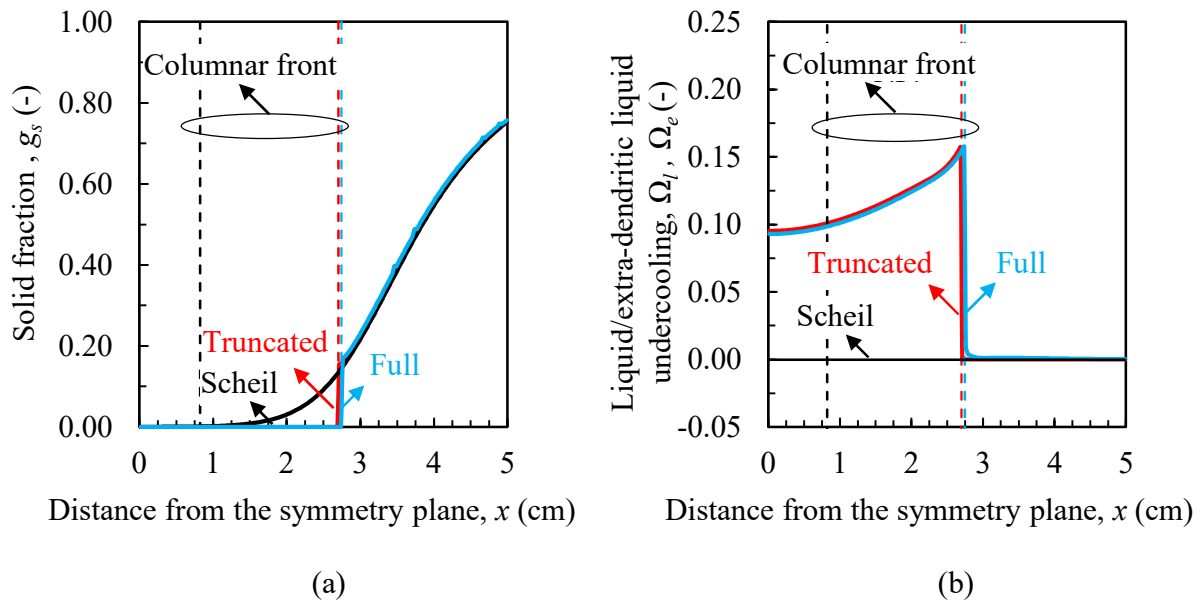 1.00
0.80
0.60
0.40
0.20
0.00
Solid fraction , gs (-)
Columnar front
Truncated
Scheil
Full
0 1 2 3 4 5
Distance from the symmetry plane, x (cm)
(a)
0.25
0.20
0.15
0.10
0.05
0.00
-0.05
Liquid/extra-dendritic liquid
undercooling, Ωl , Ωe (-)
Columnar front
Truncated
Full
Scheil
0 1 2 3 4 5
Distance from the symmetry plane, x (cm)
(b)